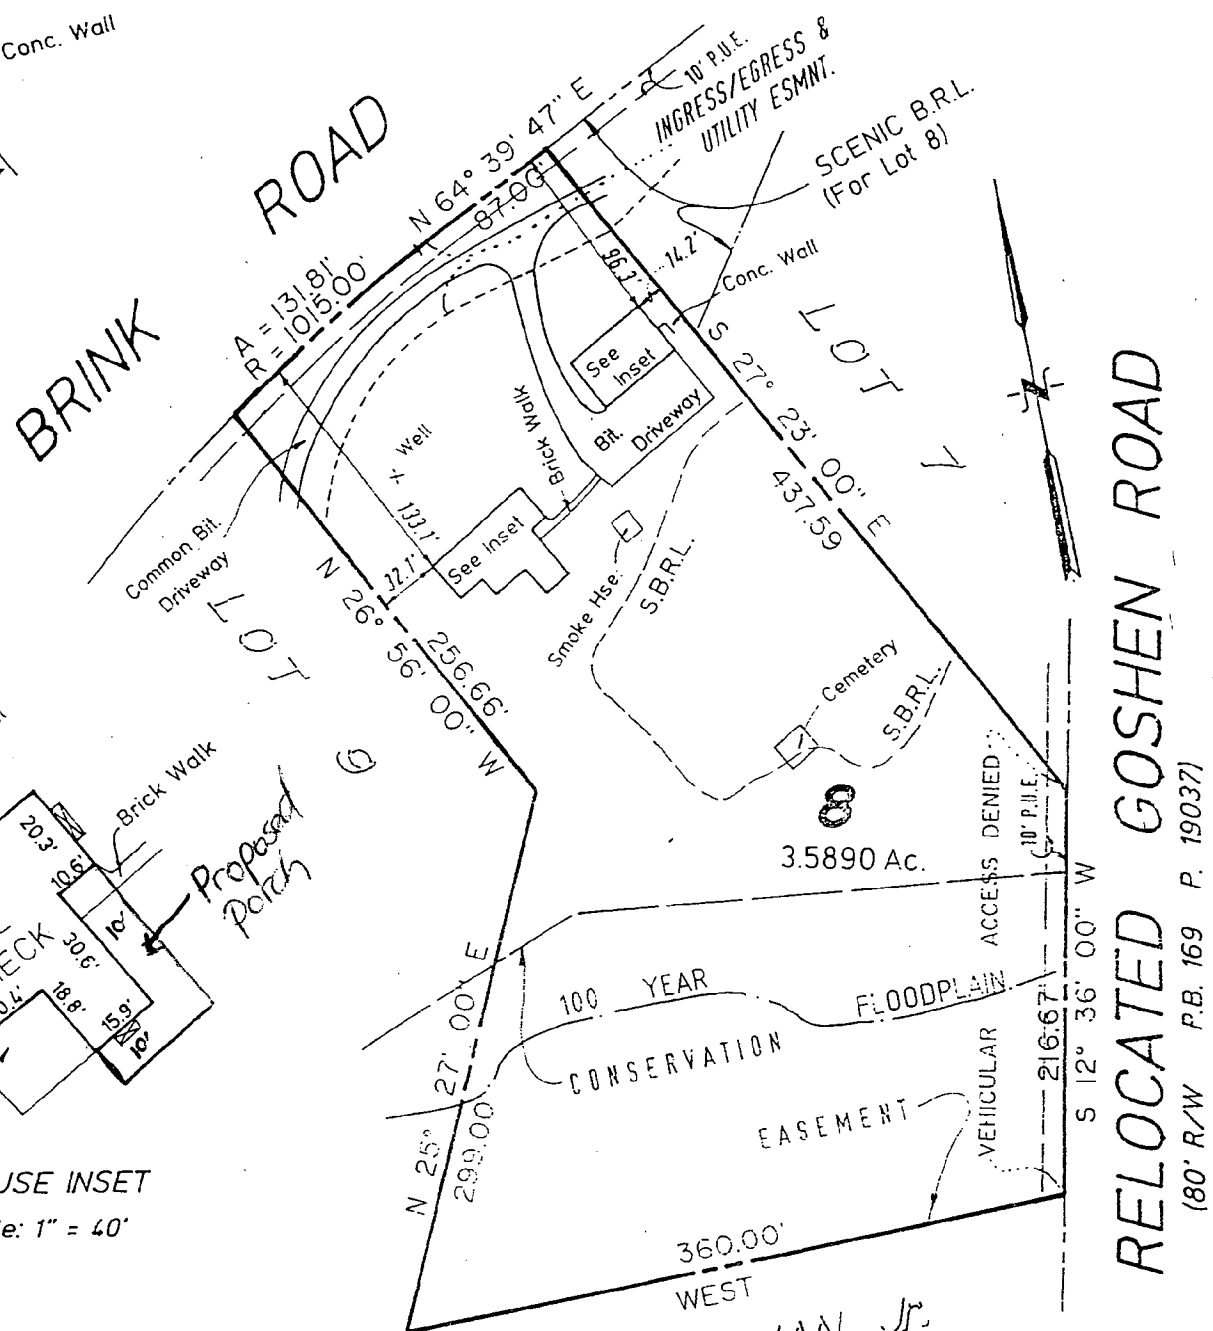 Conc. Wall
BRINK ROAD
N 64° 39' 47" E
87.00'
A = 131.81'
R = 1015.00'
10' P.U.E.
INGRESS/EGRESS &
UTILITY ESMNT.
SCENIC B.R.L.
(For Lot 8)
96.3'
14.2'
Conc. Wall
LOT 7
See
Inset
Bit.
Driveway
Brick Walk
Well
133.1'
32.1'
See Inset
Common Bit.
Driveway
LOT 6
N 26° 56' 00" W
256.66'
S 27° 23' 00" E
437.59
Smoke Hse.
S.B.R.L.
Cemetery
S.B.R.L.
8
3.5890 Ac.
VEHICULAR ACCESS DENIED
10' P.U.E.
S 12° 36' 00" W
216.67'
RELOCATED GOSHEN ROAD
(80' R/W P.B. 169 P. 19037)
100 YEAR FLOODPLAIN
CONSERVATION
EASEMENT
N 25° 27' 00" E
299.00
360.00'
WEST
Brick Walk
Proposed
porch
20.3'
10.6'
10'
30.6'
18.8'
15.9'
10'
USE INSET
e: 1" = 40'
Jr.